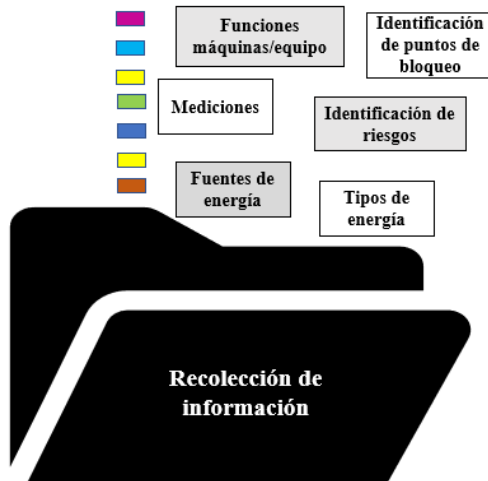 Funciones
máquinas/equipo
Identificación
de puntos de
bloqueo
Mediciones
Identificación de
riesgos
Fuentes de
energía
Tipos de
energía
Recolección de
información